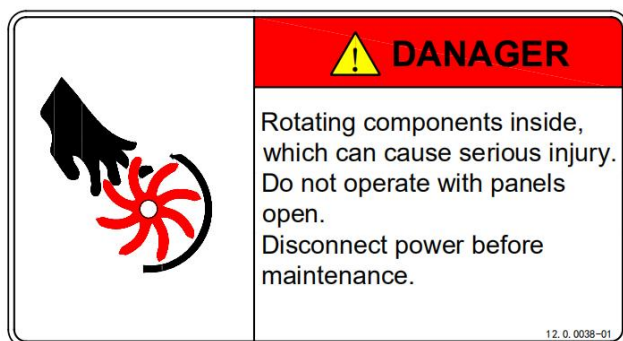 DANAGER
Rotating components inside,
which can cause serious injury.
Do not operate with panels
open.
Disconnect power before
maintenance.
12.0.0038-01